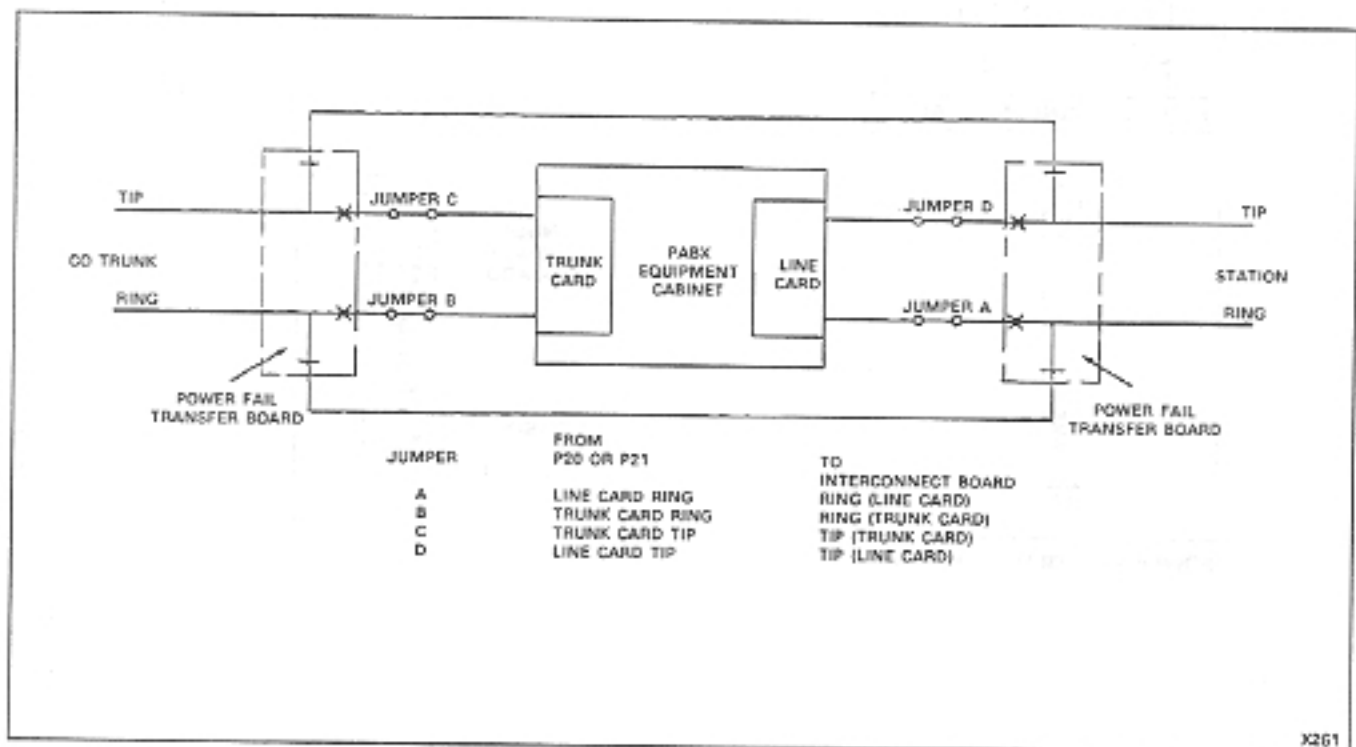 TIP
JUMPER C
JUMPER D
TIP
CO TRUNK
TRUNK CARD
PABX EQUIPMENT CABINET
LINE CARD
STATION
RING
JUMPER B
JUMPER A
RING
POWER FAIL
TRANSFER BOARD
POWER FAIL
TRANSFER BOARD
JUMPER
FROM
P20 OR P21
TO
INTERCONNECT BOARD
A LINE CARD RING RING (LINE CARD)
B TRUNK CARD RING RING (TRUNK CARD)
C TRUNK CARD TIP TIP (TRUNK CARD)
D LINE CARD TIP TIP (LINE CARD)
X261